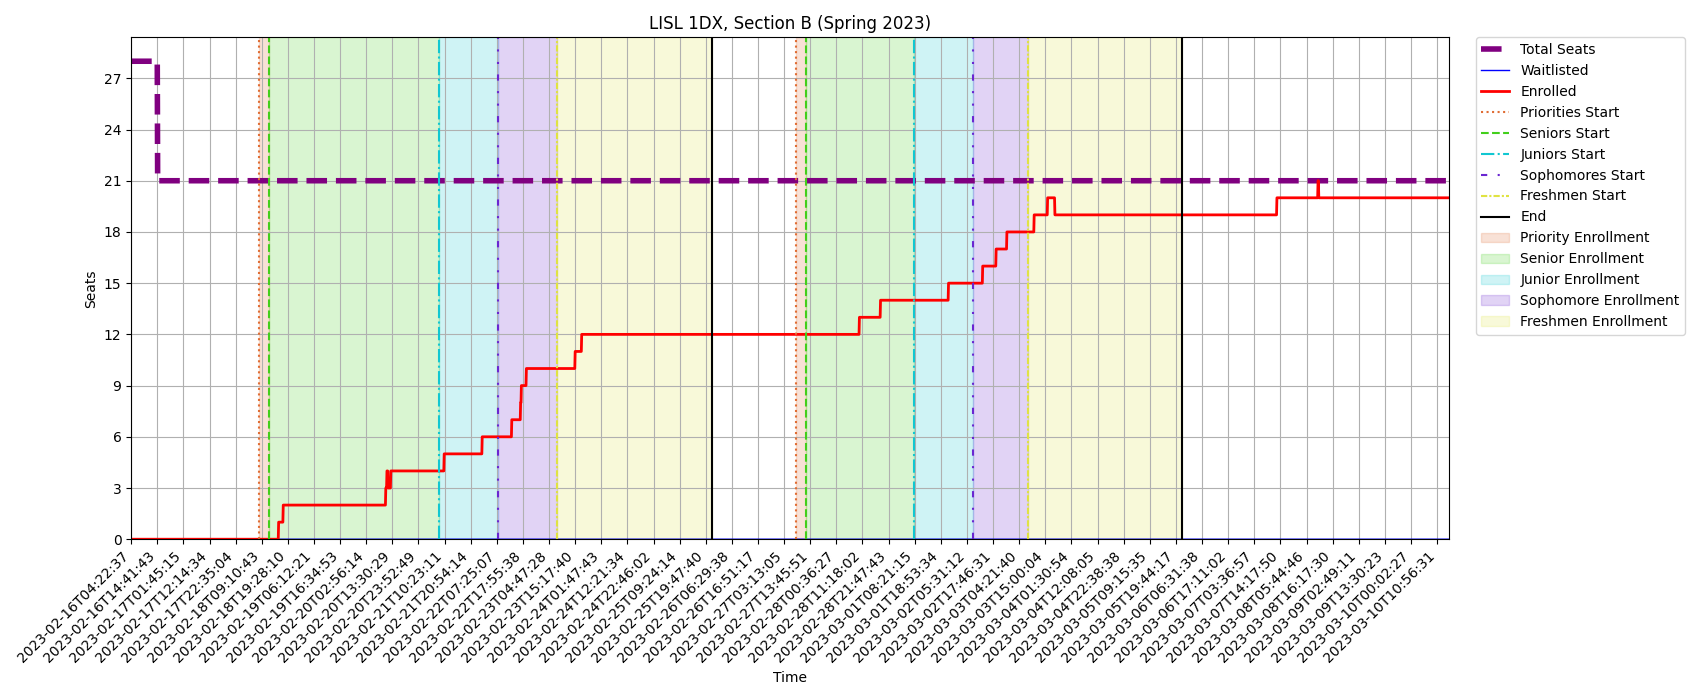 LISL 1DX, Section B (Spring 2023)
Seats
27
24
21
18
15
12
9
6
3
0
2023-02-16T04:22:37
2023-02-16T14:41:43
2023-02-17T01:45:15
2023-02-17T12:14:34
2023-02-17T22:35:04
2023-02-18T09:10:43
2023-02-18T19:28:10
2023-02-19T06:12:21
2023-02-19T16:34:53
2023-02-20T02:56:14
2023-02-20T13:30:29
2023-02-20T23:52:49
2023-02-21T10:23:11
2023-02-21T20:54:14
2023-02-22T07:25:07
2023-02-22T17:55:38
2023-02-23T04:47:28
2023-02-23T15:17:40
2023-02-24T01:47:43
2023-02-24T12:21:34
2023-02-24T22:46:02
2023-02-25T09:24:14
2023-02-25T19:47:40
2023-02-26T06:29:38
2023-02-26T16:51:17
2023-02-27T03:13:05
2023-02-27T13:45:51
2023-02-28T00:36:27
2023-02-28T11:18:02
2023-02-28T21:47:43
2023-03-01T08:21:15
2023-03-01T18:53:34
2023-03-02T05:31:12
2023-03-02T17:46:31
2023-03-03T04:21:40
2023-03-03T15:00:04
2023-03-04T01:30:54
2023-03-04T12:08:05
2023-03-04T22:38:38
2023-03-05T09:15:35
2023-03-05T19:44:17
2023-03-06T06:31:38
2023-03-06T17:11:02
2023-03-07T03:36:57
2023-03-07T14:17:50
2023-03-08T05:44:46
2023-03-08T16:17:30
2023-03-09T02:49:11
2023-03-09T13:30:23
2023-03-10T00:02:27
2023-03-10T10:56:31
Time
Total Seats
Waitlisted
Enrolled
Priorities Start
Seniors Start
Juniors Start
Sophomores Start
Freshmen Start
End
Priority Enrollment
Senior Enrollment
Junior Enrollment
Sophomore Enrollment
Freshmen Enrollment